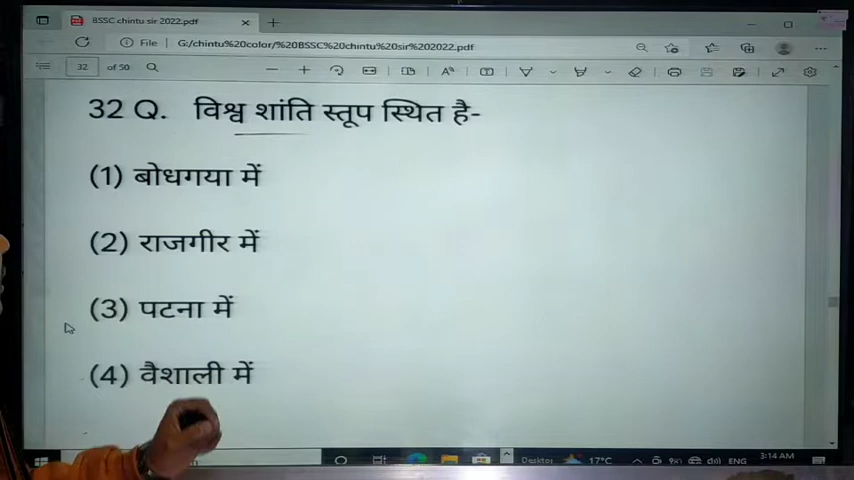 BSSC chintu sir 2022.pdf
File G:/chintu%20color/%20BSSC%20chintu%20sir%202022.pdf
32 of 50
32 Q. विश्व शांति स्तूप स्थित है-
(1) बोधगया में
(2) राजगीर में
(3) पटना में
(4) वैशाली में
Desktop 17°C ENG 3:14 AM